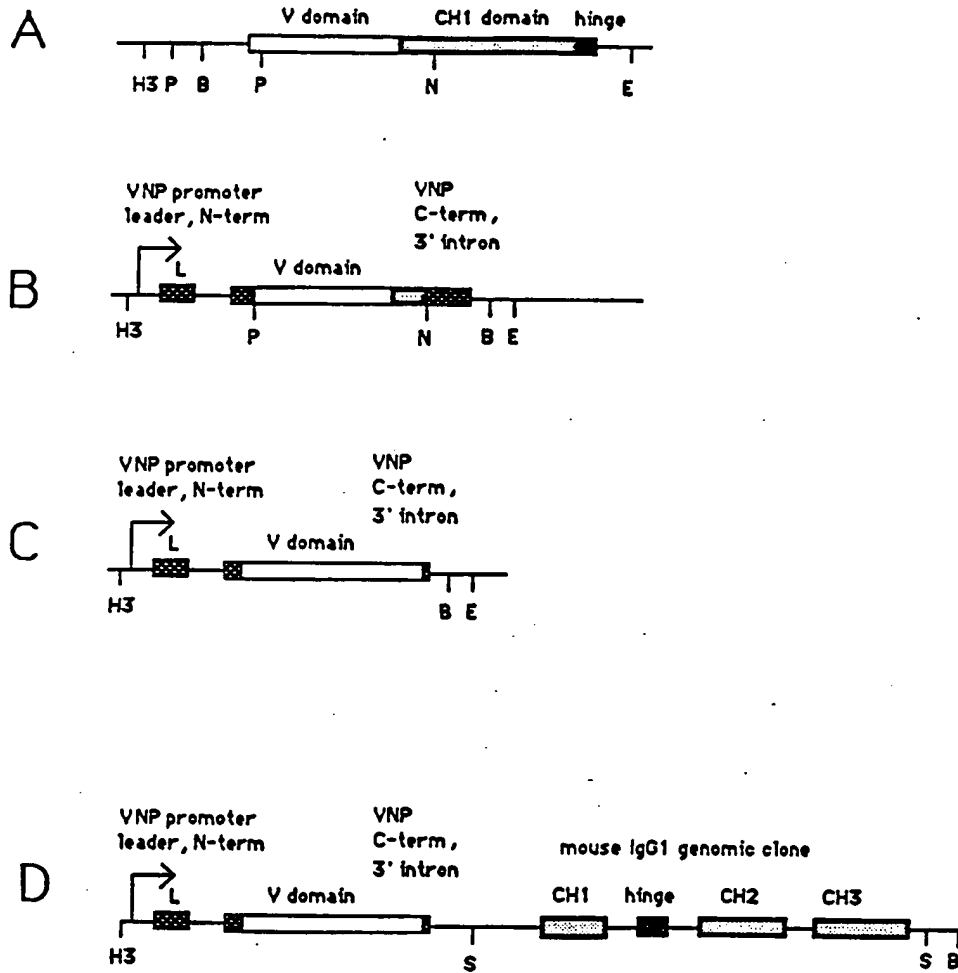 A
V domain CH1 domain hinge
H3 P B P N E
B
VNP promoter
leader, N-term
VNP
C-term,
3' intron
L
V domain
H3 P N B E
C
VNP promoter
leader, N-term
VNP
C-term,
3' intron
L
V domain
H3 B E
D
VNP promoter
leader, N-term
VNP
C-term,
3' intron
mouse IgG1 genomic clone
L
V domain
CH1 hinge CH2 CH3
H3 S S B